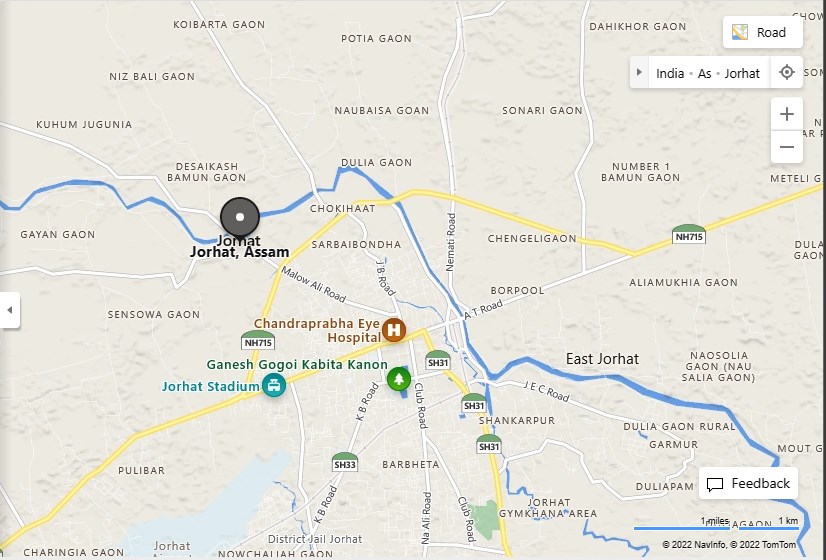 KOIBARTA GAON
POTIA GAON
DAHIKHOR GAON
Road
India • As • Jorhat
NIZ BALI GAON
NAUBAISA GOAN
SONARI GAON
KUHUM JUGUNIA
DESAIKASH
BAMUN GAON
DULIA GAON
NUMBER 1
BAMUN GAON
METELI G
CHOKIHAAT
GAYAN GAON
Jorhat
Jorhat, Assam
SARBAIBONDHA
Nemati Road
CHENGELIGAON
NH715
DULA
GAON
J B Road
Malow Ali Road
ALIAMUKHIA GAON
BORPOOL
A T Road
SENSOWA GAON
Chandraprabha Eye
Hospital
H
NH715
Ganesh Gogoi Kabita Kanon
SH31
East Jorhat
NAOSOLIA
GAON (NAU
SALIA GAON)
Jorhat Stadium
K B Road
Club Road
J E C Road
SH31
SHANKARPUR
DULIA GAON RURAL
SH31
GARMUR
MOUT G
PULIBAR
SH33
BARBHETA
DULIAPAM
Feedback
K B Road
Na Ali Road
Club Road
JORHAT
GYMKHANA AREA
1 miles
1 km
CHARINGIA GAON
Jorhat
District Jail Jorhat
NOWCHALIAH GAON
© 2022 NavInfo, © 2022 TomTom